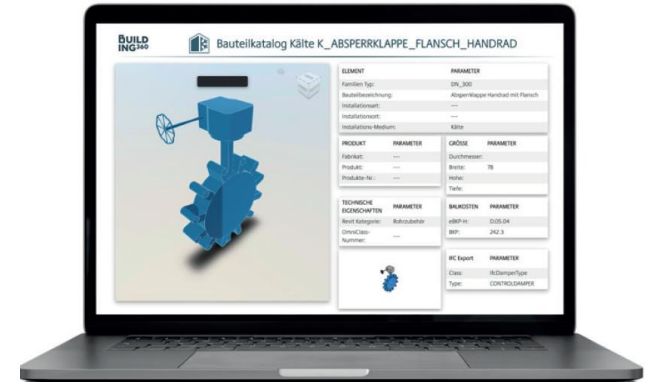 BUILD
ING360
Bauteilkatalog Kälte K_ABSPERRKLAPPE_FLANSCH_HANDRAD
ELEMENT PARAMETER
Familien Typ: DN_300
Bauteilbezeichnung: Absperrklappe Handrad mit Flansch
Installationsart: ---
Installationsort: ---
Installations-Medium: Kälte
PRODUKT PARAMETER
Fabrikat: ---
Produkt: ---
Produkte-Nr.: ---
GRÖSSE PARAMETER
Durchmesser:
Breite: 78
Höhe:
Tiefe:
TECHNISCHE
EIGENSCHAFTEN PARAMETER
Revit Kategorie: Rohrzubehör
OmniClass-
Nummer: ---
BAUKOSTEN PARAMETER
eBKP-H: D.05.04
BKP: 242.3
IFC Export PARAMETER
Class: IfcDamperType
Type: CONTROLDAMPER